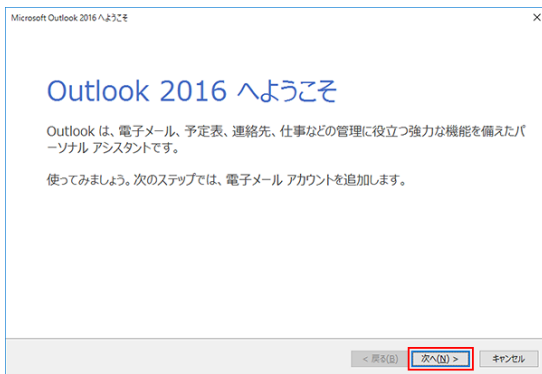 Microsoft Outlook 2016 へようこそ
Outlook 2016 へようこそ
Outlook は、電子メール、予定表、連絡先、仕事などの管理に役立つ強力な機能を備えたパ
ーソナル アシスタントです。
使ってみましょう。次のステップでは、電子メール アカウントを追加します。
< 戻る(B) 次へ(N) > キャンセル